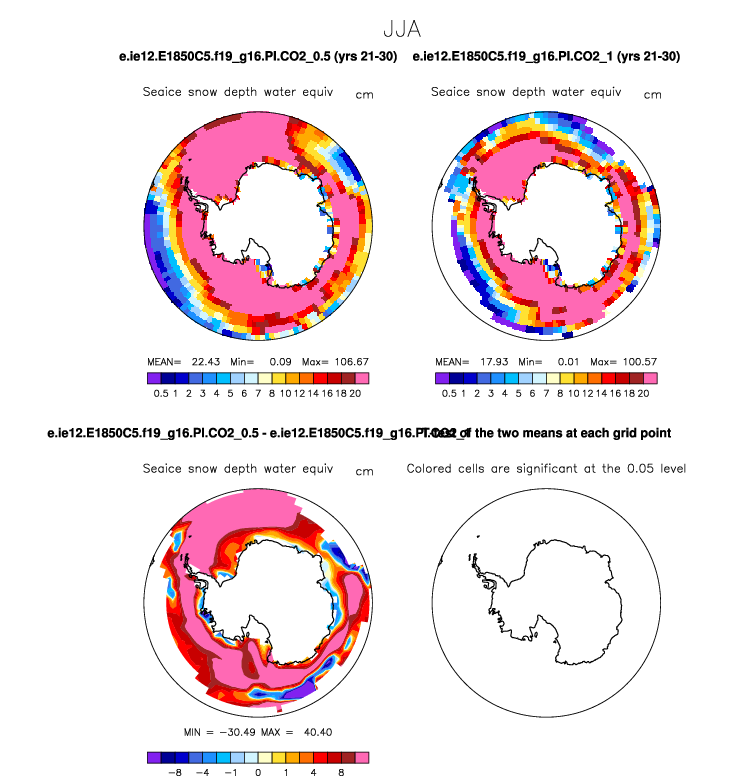 JJA
e.ie12.E1850C5.f19_g16.PI.CO2_0.5 (yrs 21-30)
e.ie12.E1850C5.f19_g16.PI.CO2_1 (yrs 21-30)
Seaice snow depth water equiv cm
Seaice snow depth water equiv cm
MEAN= 22.43 Min= 0.09 Max= 106.67
MEAN= 17.93 Min= 0.01 Max= 100.57
0.5 1 2 3 4 5 6 7 8 10 12 14 16 18 20
0.5 1 2 3 4 5 6 7 8 10 12 14 16 18 20
e.ie12.E1850C5.f19_g16.PI.CO2_0.5 - e.ie12.E1850C5.f19_g16.PI.CO2_1
T-Test of the two means at each grid point
Seaice snow depth water equiv cm
Colored cells are significant at the 0.05 level
MIN = -30.49 MAX = 40.40
-8 -4 -1 0 1 4 8